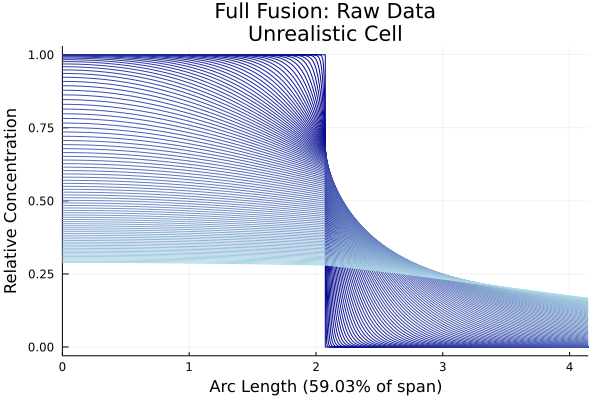 Full Fusion: Raw Data
Unrealistic Cell
1.00
0.75
0.50
0.25
0.00
Relative Concentration
0 1 2 3 4
Arc Length (59.03% of span)